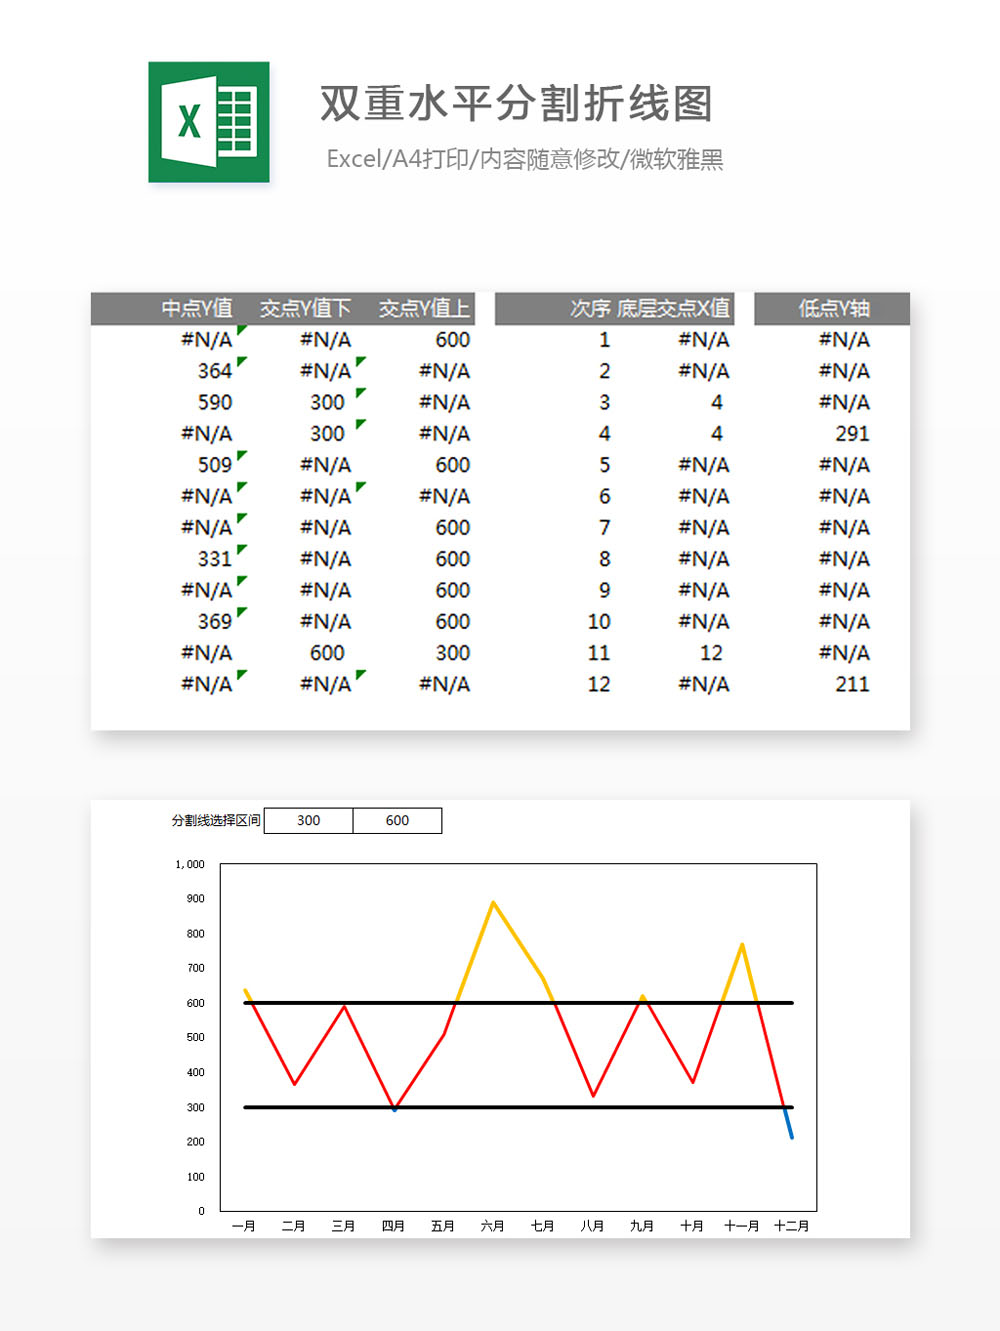 X
双重水平分割折线图
Excel/A4打印/内容随意修改/微软雅黑
中点Y值 交点Y值下 交点Y值上 次序 底层交点X值 低点Y轴
#N/A #N/A 600 1 #N/A #N/A
364 #N/A #N/A 2 #N/A #N/A
590 300 #N/A 3 4 #N/A
#N/A 300 #N/A 4 4 291
509 #N/A 600 5 #N/A #N/A
#N/A #N/A #N/A 6 #N/A #N/A
#N/A #N/A 600 7 #N/A #N/A
331 #N/A 600 8 #N/A #N/A
#N/A #N/A 600 9 #N/A #N/A
369 #N/A 600 10 #N/A #N/A
#N/A 600 300 11 12 #N/A
#N/A #N/A #N/A 12 #N/A 211
分割线选择区间 300 600
1,000
900
800
700
600
500
400
300
200
100
0
一月 二月 三月 四月 五月 六月 七月 八月 九月 十月 十一月 十二月